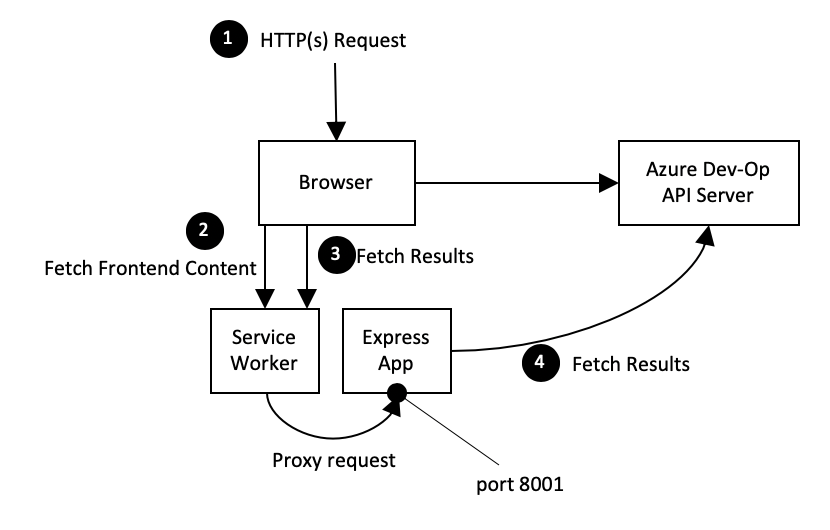 1 HTTP(s) Request
Browser
Azure Dev-Op
API Server
2
Fetch Frontend Content
3 Fetch Results
Service
Worker
Express
App
4 Fetch Results
Proxy request
port 8001